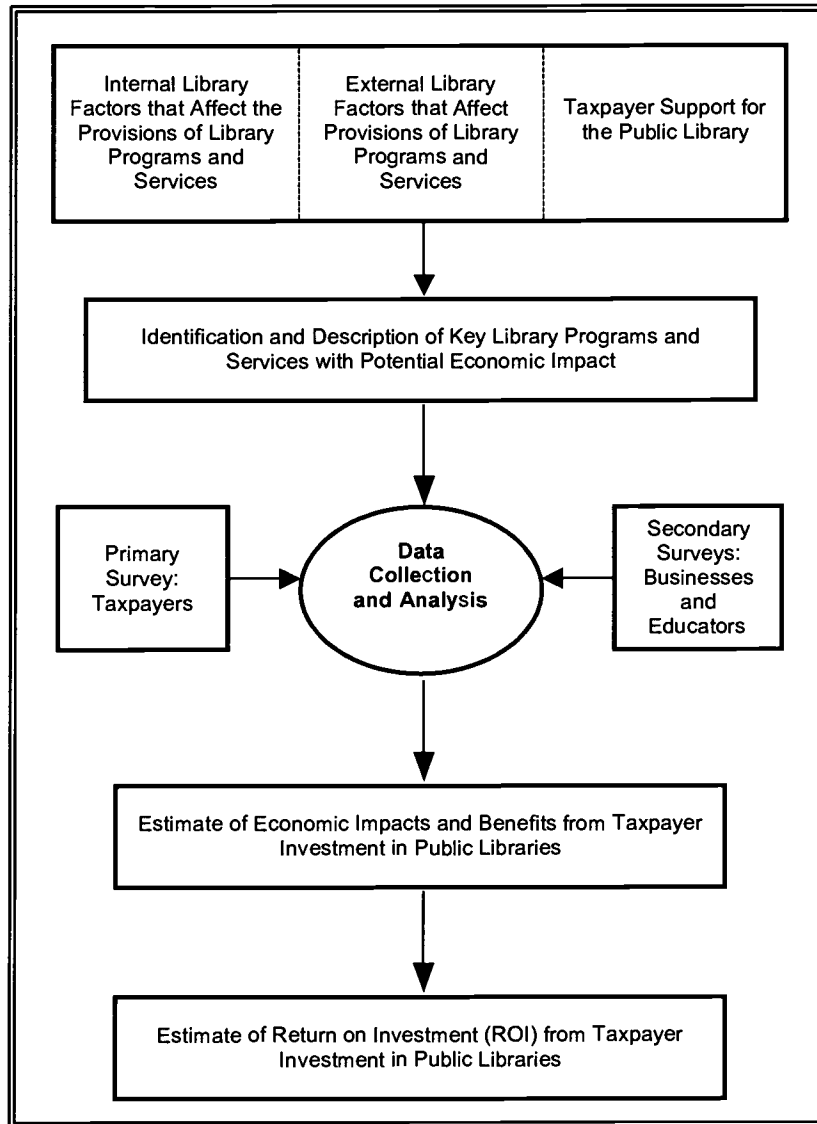 Internal Library
Factors that Affect the
Provisions of Library
Programs and
Services
External Library
Factors that Affect
Provisions of Library
Programs and
Services
Taxpayer Support for
the Public Library
Identification and Description of Key Library Programs and
Services with Potential Economic Impact
Primary
Survey:
Taxpayers
Data
Collection
and Analysis
Secondary
Surveys:
Businesses
and
Educators
Estimate of Economic Impacts and Benefits from Taxpayer
Investment in Public Libraries
Estimate of Return on Investment (ROI) from Taxpayer
Investment in Public Libraries